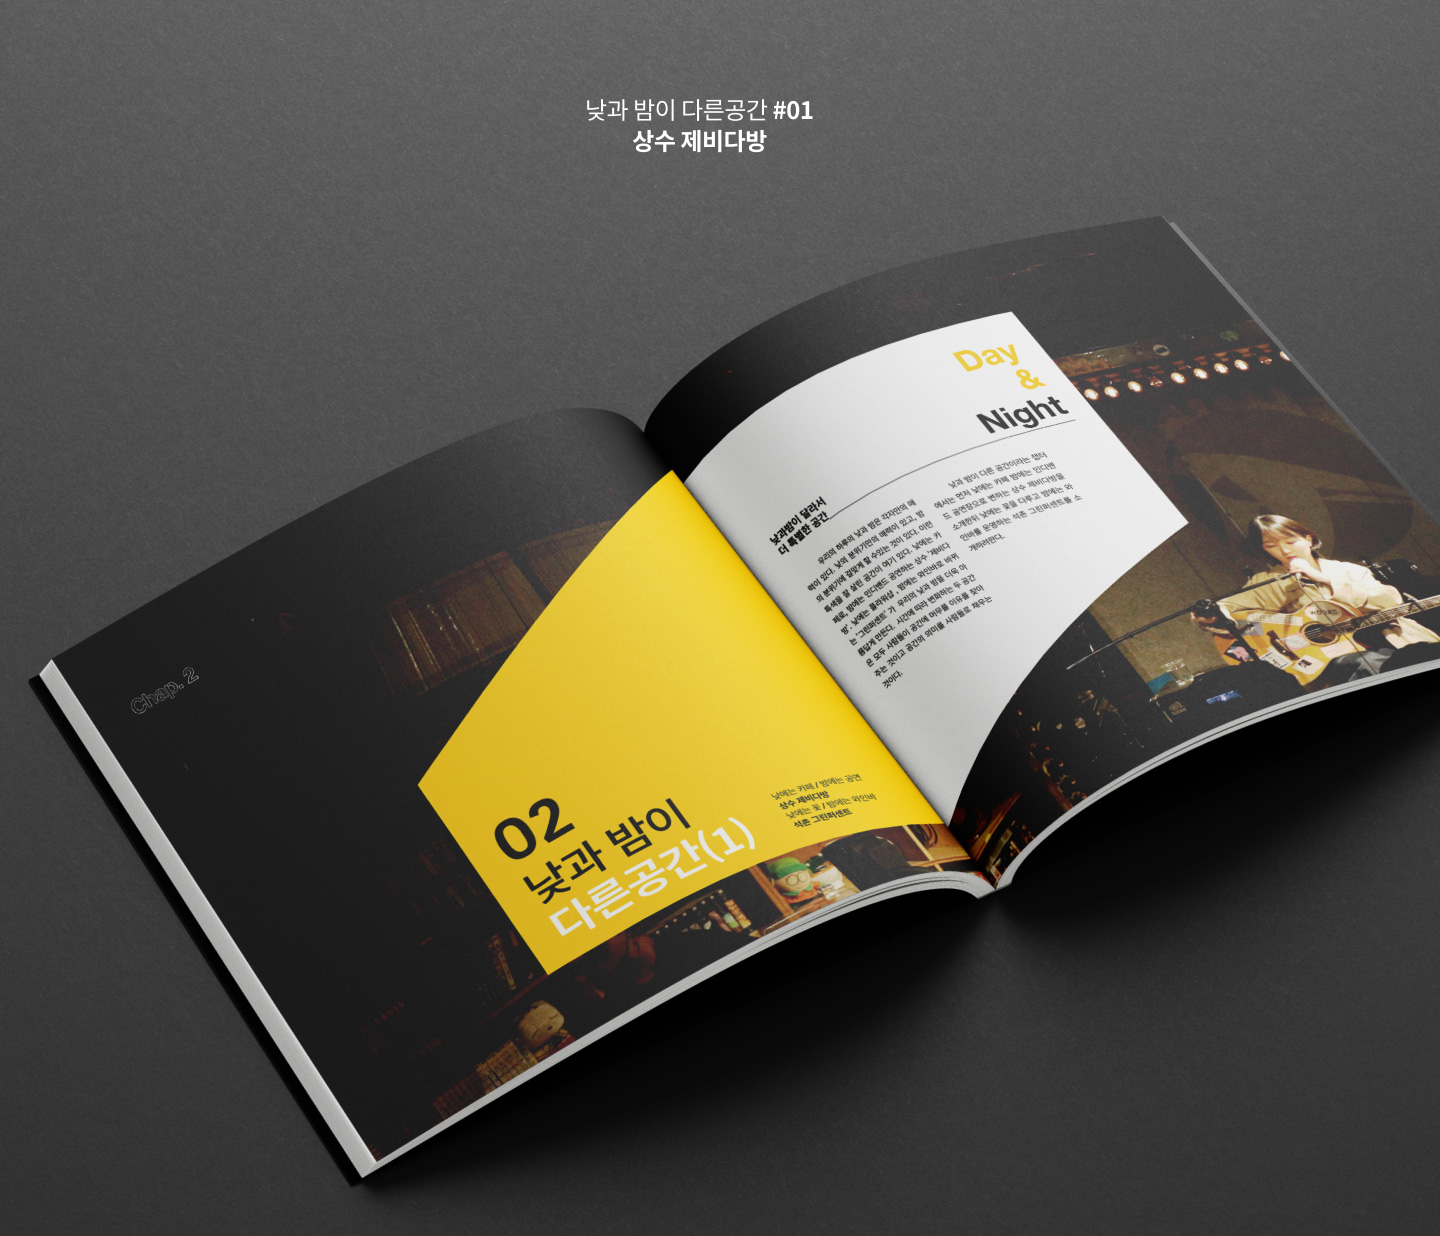 낮과 밤이 다른공간 #01
상수 제비다방
Chap. 2
02
낮과 밤이
다른공간(1)
낮에는 카페 / 밤에는 공연
상수 제비다방
낮에는 꽃 / 밤에는 와인바
석촌 그린퍼센트
Day
&
Night
낮과밤이 달라서
더 특별한 공간
우리의 하루의 낮과 밤은 각자만의 매
력이 있다. 낮의 분위기만의 매력이 있고, 밤
의 분위기에 걸맞게 할 수있는 것이 있다. 이런
특색을 잘 살린 공간이 여기 있다. 낮에는 카
페로, 밤에는 인디밴드 공연하는 상수 '제비다
방', 낮에는 플라워샵, 밤에는 와인바로 바뀌
는 '그린퍼센트' 가 우리의 낮과 밤을 더욱 아
름답게 만든다. 시간에 따라 변화하는 두 공간
은 모두 사람들이 공간에 머무를 이유를 찾아
주는 것이고 공간의 의미를 사람들로 채우는
것이다.
낮과 밤이 다른 공간이라는 챕터
에서는 먼저 낮에는 카페 밤에는 인디밴
드 공연장으로 변하는 상수 제비다방을
소개한뒤 낮에는 꽃을 다루고 밤에는 와
인바를 운영하는 석촌 그린퍼센트를 소
개하려한다.